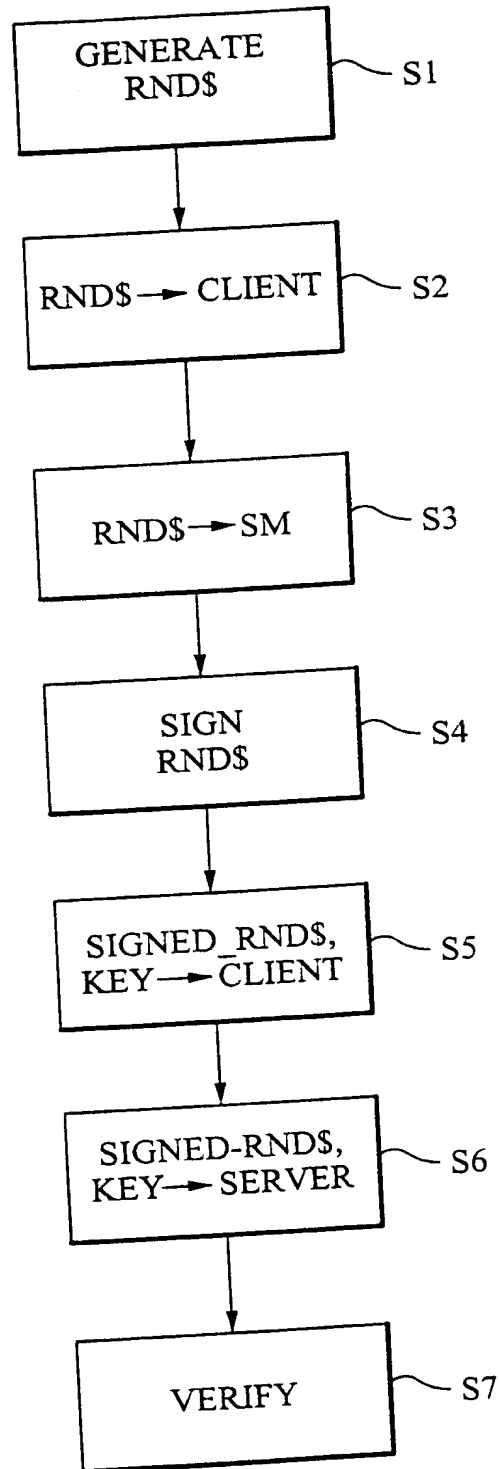 GENERATE
RND$
S1
RND$ → CLIENT
S2
RND$ → SM
S3
SIGN
RND$
S4
SIGNED_RND$,
KEY → CLIENT
S5
SIGNED-RND$,
KEY → SERVER
S6
VERIFY
S7